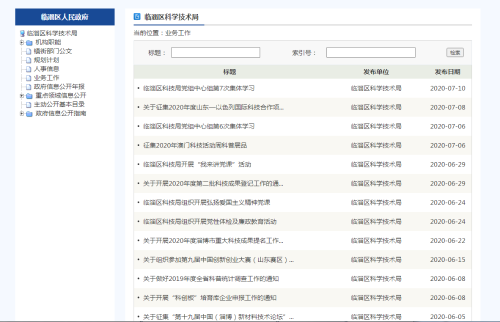 临淄区人民政府
临淄区科学技术局
机构职能
临街部门公文
规划计划
人事信息
业务工作
政府信息公开年报
重点领域信息公开
主动公开基本目录
政府信息公开指南
临淄区科学技术局
当前位置：业务工作
标题： 索引号： 检索
标题 发布单位 发布日期
• 临淄区科技局党组中心组第7次集体学习 临淄区科学技术局 2020-07-10
• 关于征集2020年度山东—以色列国际科技合作项... 临淄区科学技术局 2020-07-08
• 临淄区科技局党组中心组第6次集体学习 临淄区科学技术局 2020-07-06
• 征集2020年澳门科技活动周科普展品 临淄区科学技术局 2020-07-06
• 临淄区科技局开展“我来讲党课”活动 临淄区科学技术局 2020-06-29
• 关于开展2020年度第二批科技成果登记工作的通... 临淄区科学技术局 2020-06-29
• 临淄区科技局组织开展弘扬爱国主义精神党课 临淄区科学技术局 2020-06-24
• 临淄区科技局组织开展党性体检及廉政教育活动 临淄区科学技术局 2020-06-24
• 关于开展2020年度淄博市重大科技成果提名工作... 临淄区科学技术局 2020-06-22
• 关于组织参加第九届中国创新创业大赛（山东赛区）... 临淄区科学技术局 2020-06-15
• 关于做好2019年度全省科普统计调查工作的通知 临淄区科学技术局 2020-06-08
• 关于开展“科创板”培育库企业申报工作的通知 临淄区科学技术局 2020-06-08
• 关于征集“第十九届中国（淄博）新材料技术论坛”... 临淄区科学技术局 2020-06-05